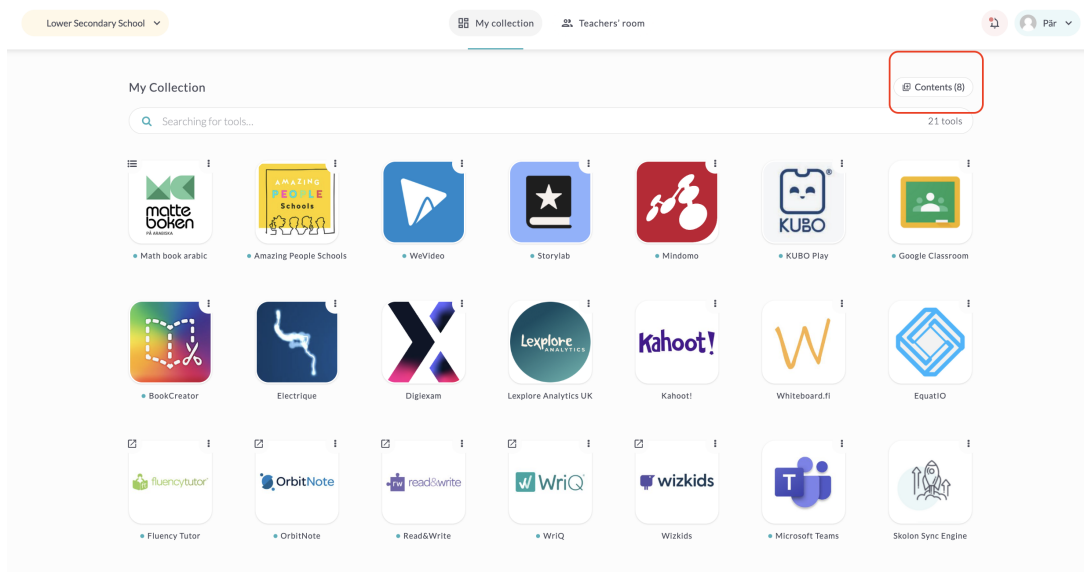 Lower Secondary School
My collection
Teachers' room
Pär
My Collection
Contents (8)
Searching for tools...
21 tools
matte
boken
PÅ ARABISKA
AMAZING
PEOPLE
Schools
KUBO
Math book arabic
Amazing People Schools
WeVideo
Storylab
Mindomo
KUBO Play
Google Classroom
Lexplore
ANALYTICS
Kahoot!
W
BookCreator
Electrique
Digiexam
Lexplore Analytics UK
Kahoot!
Whiteboard.fi
EquatIO
fluencytutor
OrbitNote
rw read&write
W WriQ
wizkids
T
Fluency Tutor
OrbitNote
Read&Write
WriQ
Wizkids
Microsoft Teams
Skolon Sync Engine